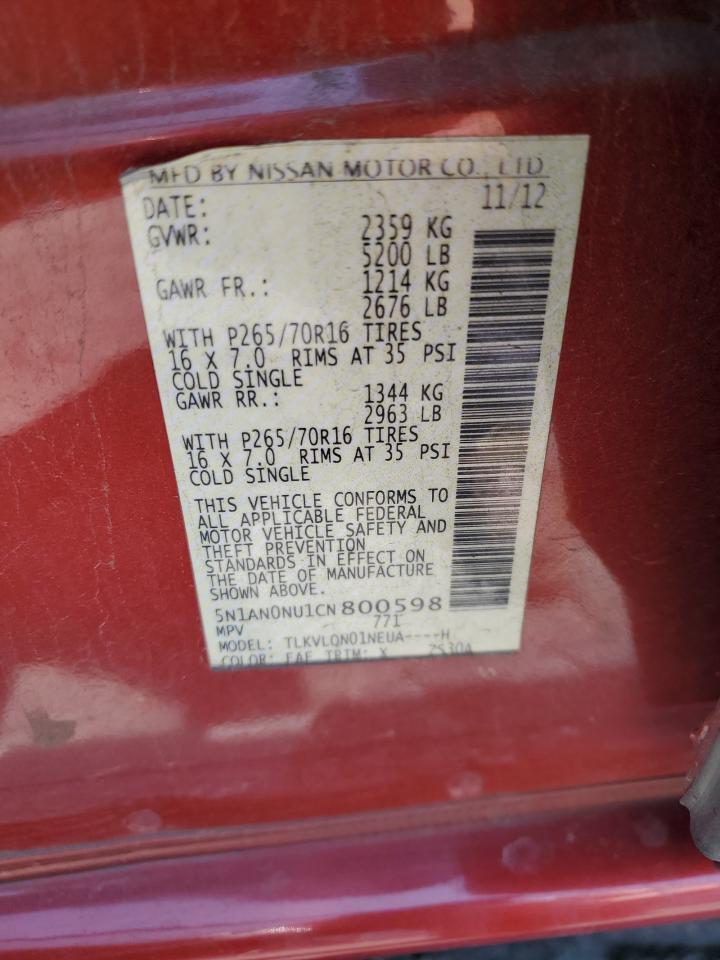 MFD BY NISSAN MOTOR CO., LTD.
DATE: 11/12
GVWR: 2359 KG
5200 LB
GAWR FR.: 1214 KG
2676 LB
WITH P265/70R16 TIRES
16 X 7.0 RIMS AT 35 PSI
COLD SINGLE
GAWR RR.: 1344 KG
2963 LB
WITH P265/70R16 TIRES
16 X 7.0 RIMS AT 35 PSI
COLD SINGLE
THIS VEHICLE CONFORMS TO
ALL APPLICABLE FEDERAL
MOTOR VEHICLE SAFETY AND
THEFT PREVENTION
STANDARDS IN EFFECT ON
THE DATE OF MANUFACTURE
SHOWN ABOVE.
5N1AN0NU1CN800598
MPV 771
MODEL: TLKVLQN01NEUA----H
COLOR: EAF TRIM: X ZS30A